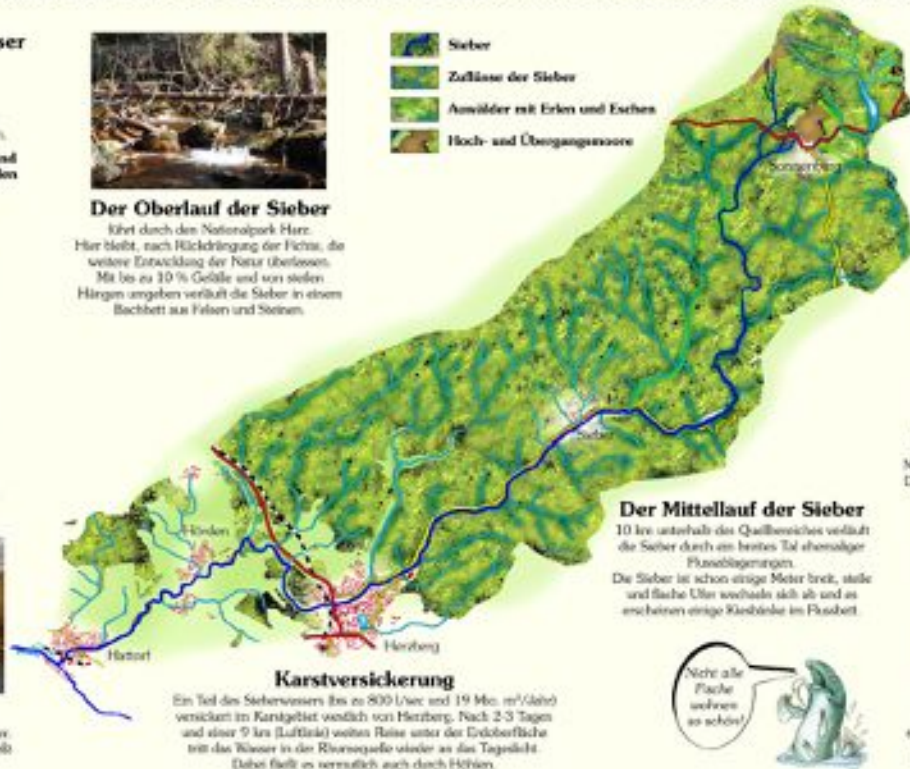 ser
nd
len
Der Oberlauf der Sieber
führt durch den Nationalpark Harz.
Hier bleibt, nach Rückdrängung der Fichte, die
weitere Entwicklung der Natur überlassen.
Mit bis zu 10 % Gefälle und von steilen
Hängen umgeben verläuft die Sieber in einem
Bachbett aus Felsen und Steinen.
Sieber
Zuflüsse der Sieber
Auwälder mit Erlen und Eschen
Hoch- und Übergangsmoore
Sonnenberg
Sieber
Hörden
Hattorf
Herzberg
Der Mittellauf der Sieber
10 km unterhalb des Quellbereiches verläuft
die Sieber durch ein breites Tal ehemaliger
Flussablagerungen.
Die Sieber ist schon einige Meter breit, steile
und flache Ufer wechseln sich ab und es
erscheinen einige Kiesbänke im Flussbett.
Karstversickerung
Ein Teil des Sieberwassers (bis zu 800 l/sec und 19 Mio. m³/Jahr)
versickert im Karstgebiet westlich von Herzberg. Nach 2-3 Tagen
und einer 9 km (Luftlinie) weiten Reise unter der Erdoberfläche
tritt das Wasser in der Rhumequelle wieder an das Tageslicht.
Dabei fließt es vermutlich auch durch Höhlen.
Nicht alle
Fische
wohnen
so schön!